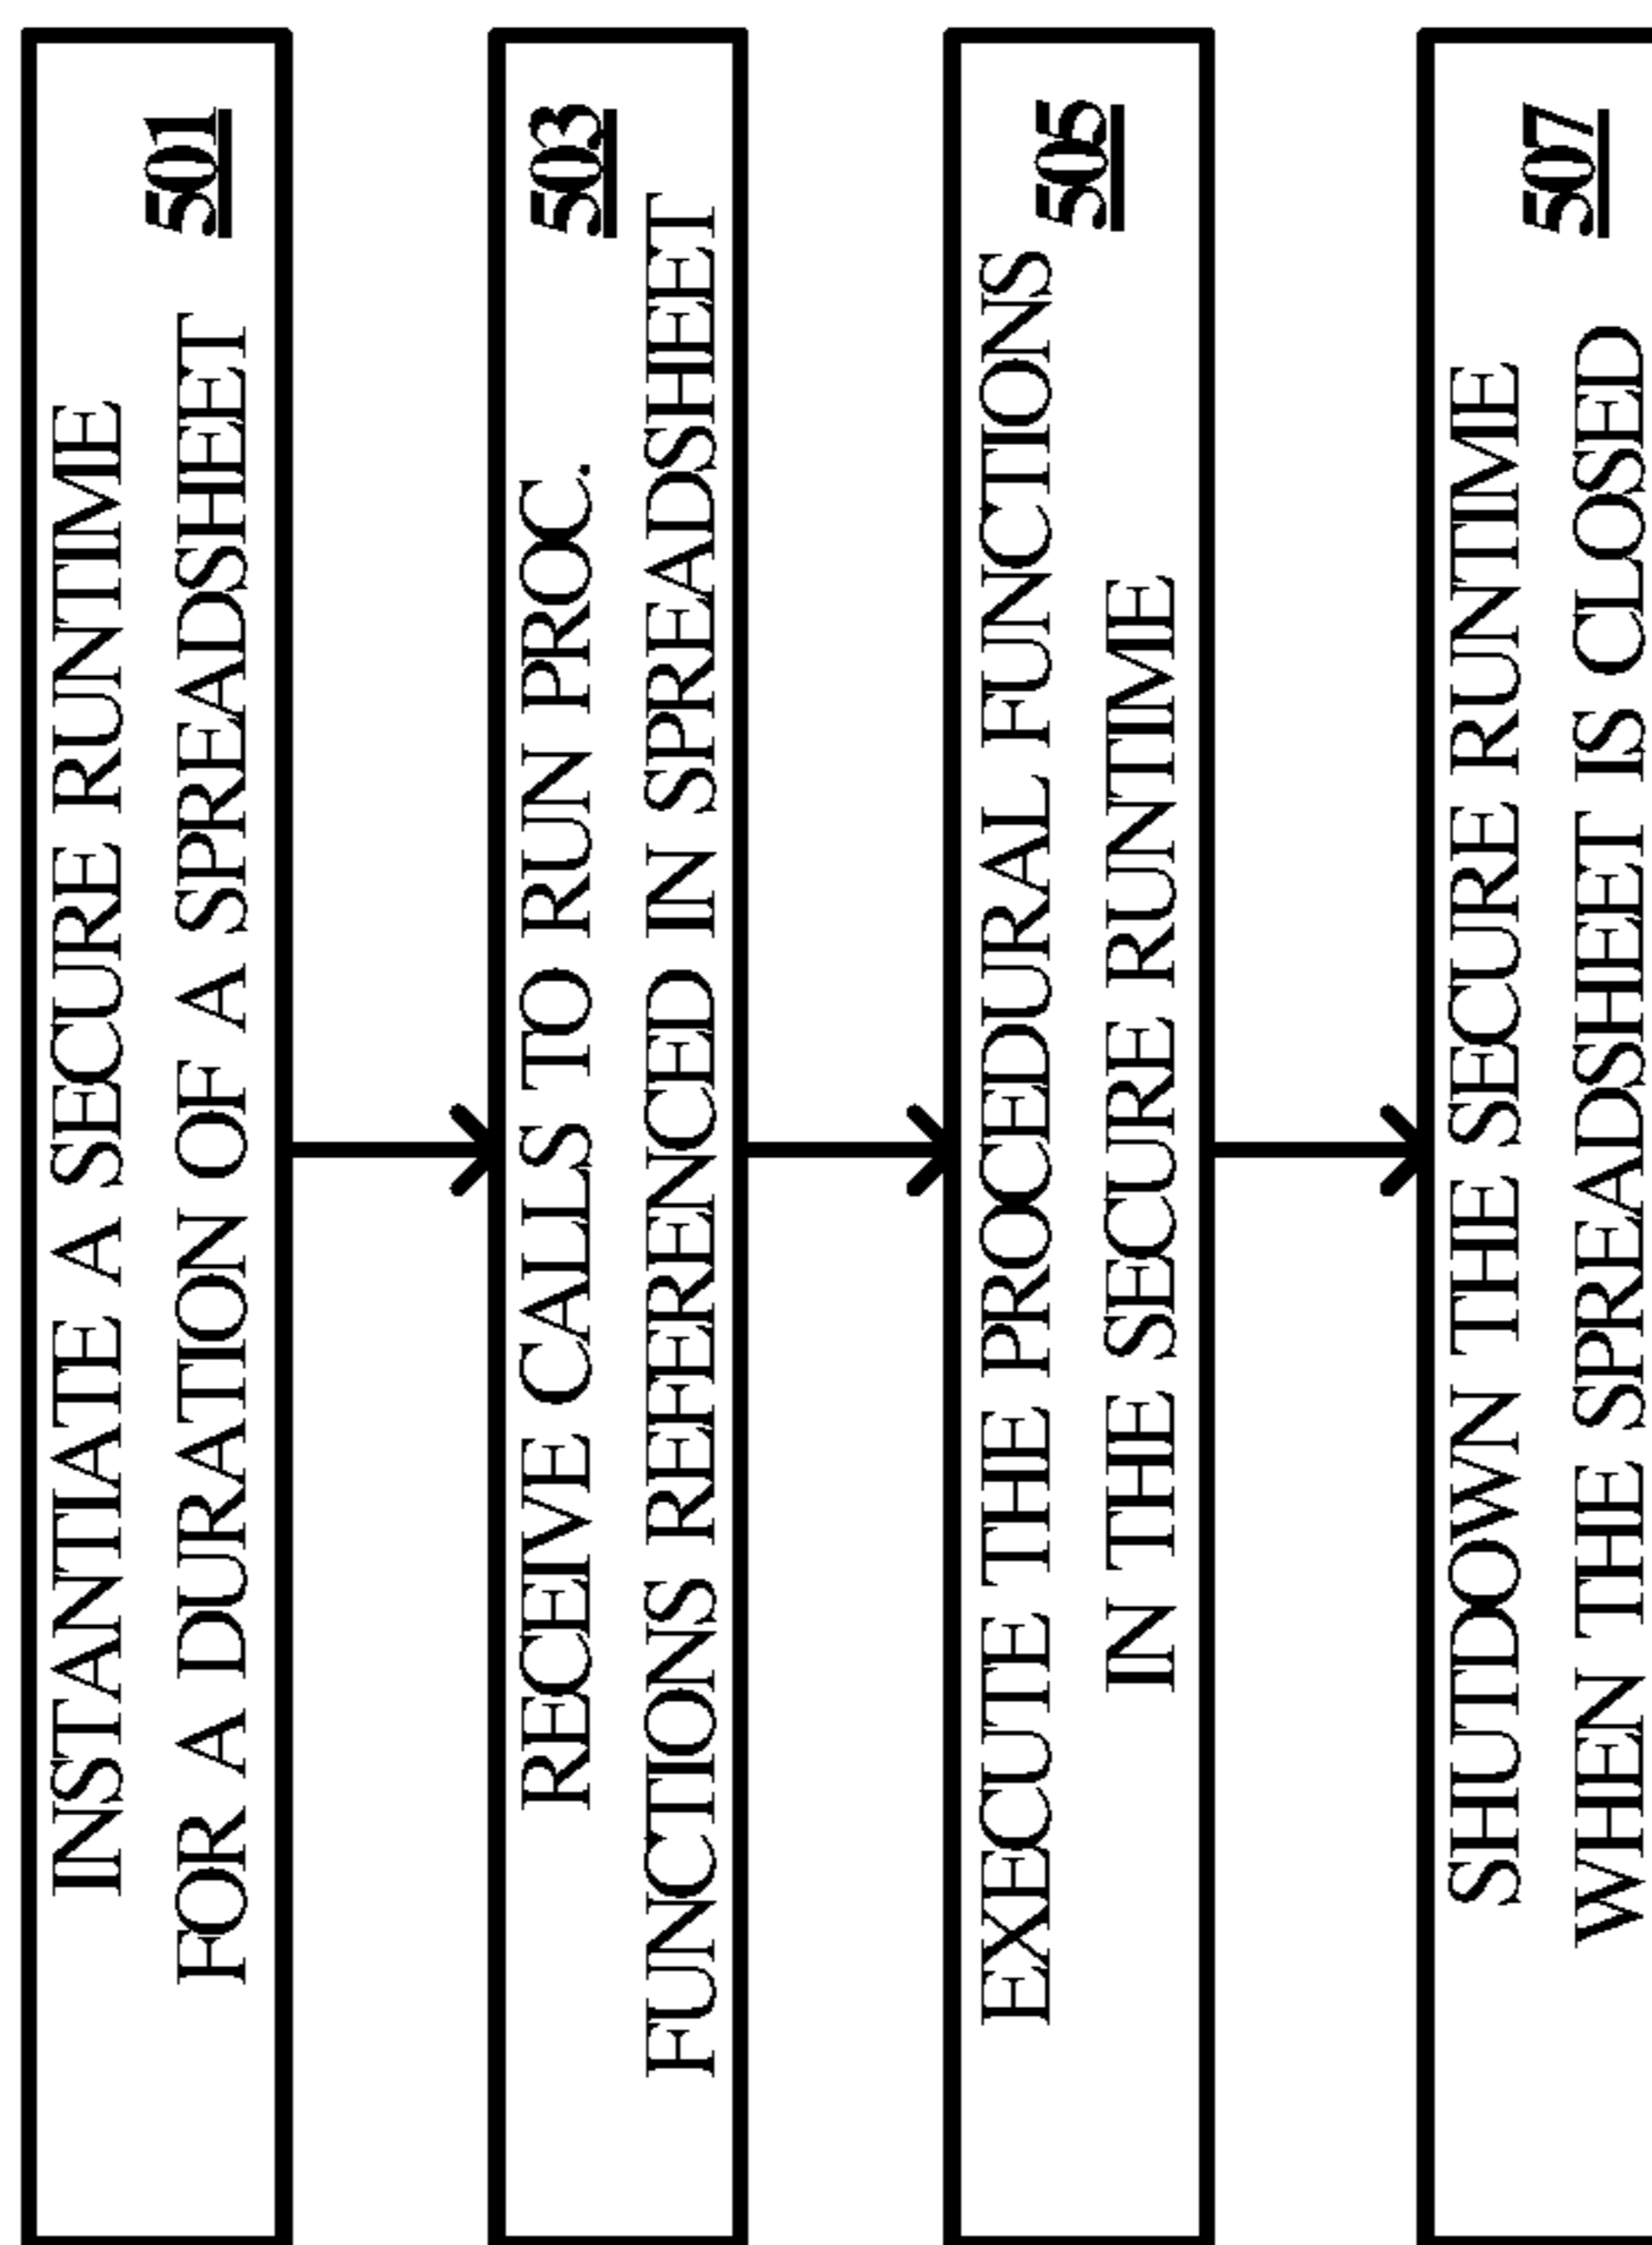 INSTANTIATE A SECURE RUNTIME
FOR A DURATION OF A SPREADSHEET
501
RECEIVE CALLS TO RUN PROC.
FUNCTIONS REFERENCED IN SPREADSHEET
503
EXECUTE THE PROCEDURAL FUNCTIONS
IN THE SECURE RUNTIME
505
SHUTDOWN THE SECURE RUNTIME
WHEN THE SPREADSHEET IS CLOSED
507